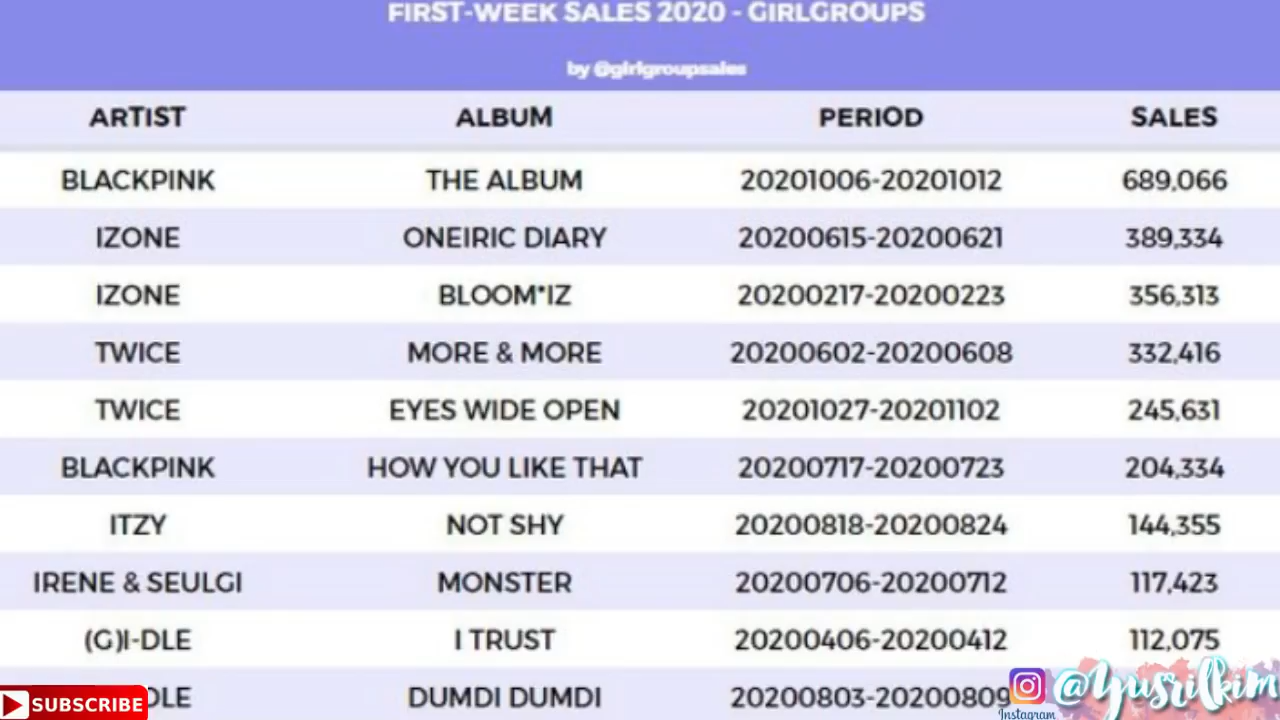 FIRST-WEEK SALES 2020 - GIRLGROUPS
by @girlgroupsales
ARTIST ALBUM PERIOD SALES
BLACKPINK THE ALBUM 20201006-20201012 689,066
IZONE ONEIRIC DIARY 20200615-20200621 389,334
IZONE BLOOM*IZ 20200217-20200223 356,313
TWICE MORE & MORE 20200602-20200608 332,416
TWICE EYES WIDE OPEN 20201027-20201102 245,631
BLACKPINK HOW YOU LIKE THAT 20200717-20200723 204,334
ITZY NOT SHY 20200818-20200824 144,355
IRENE & SEULGI MONSTER 20200706-20200712 117,423
(G)I-DLE I TRUST 20200406-20200412 112,075
DLE DUMDI DUMDI 20200803-20200809
SUBSCRIBE
Instagram
@Yusrilkim